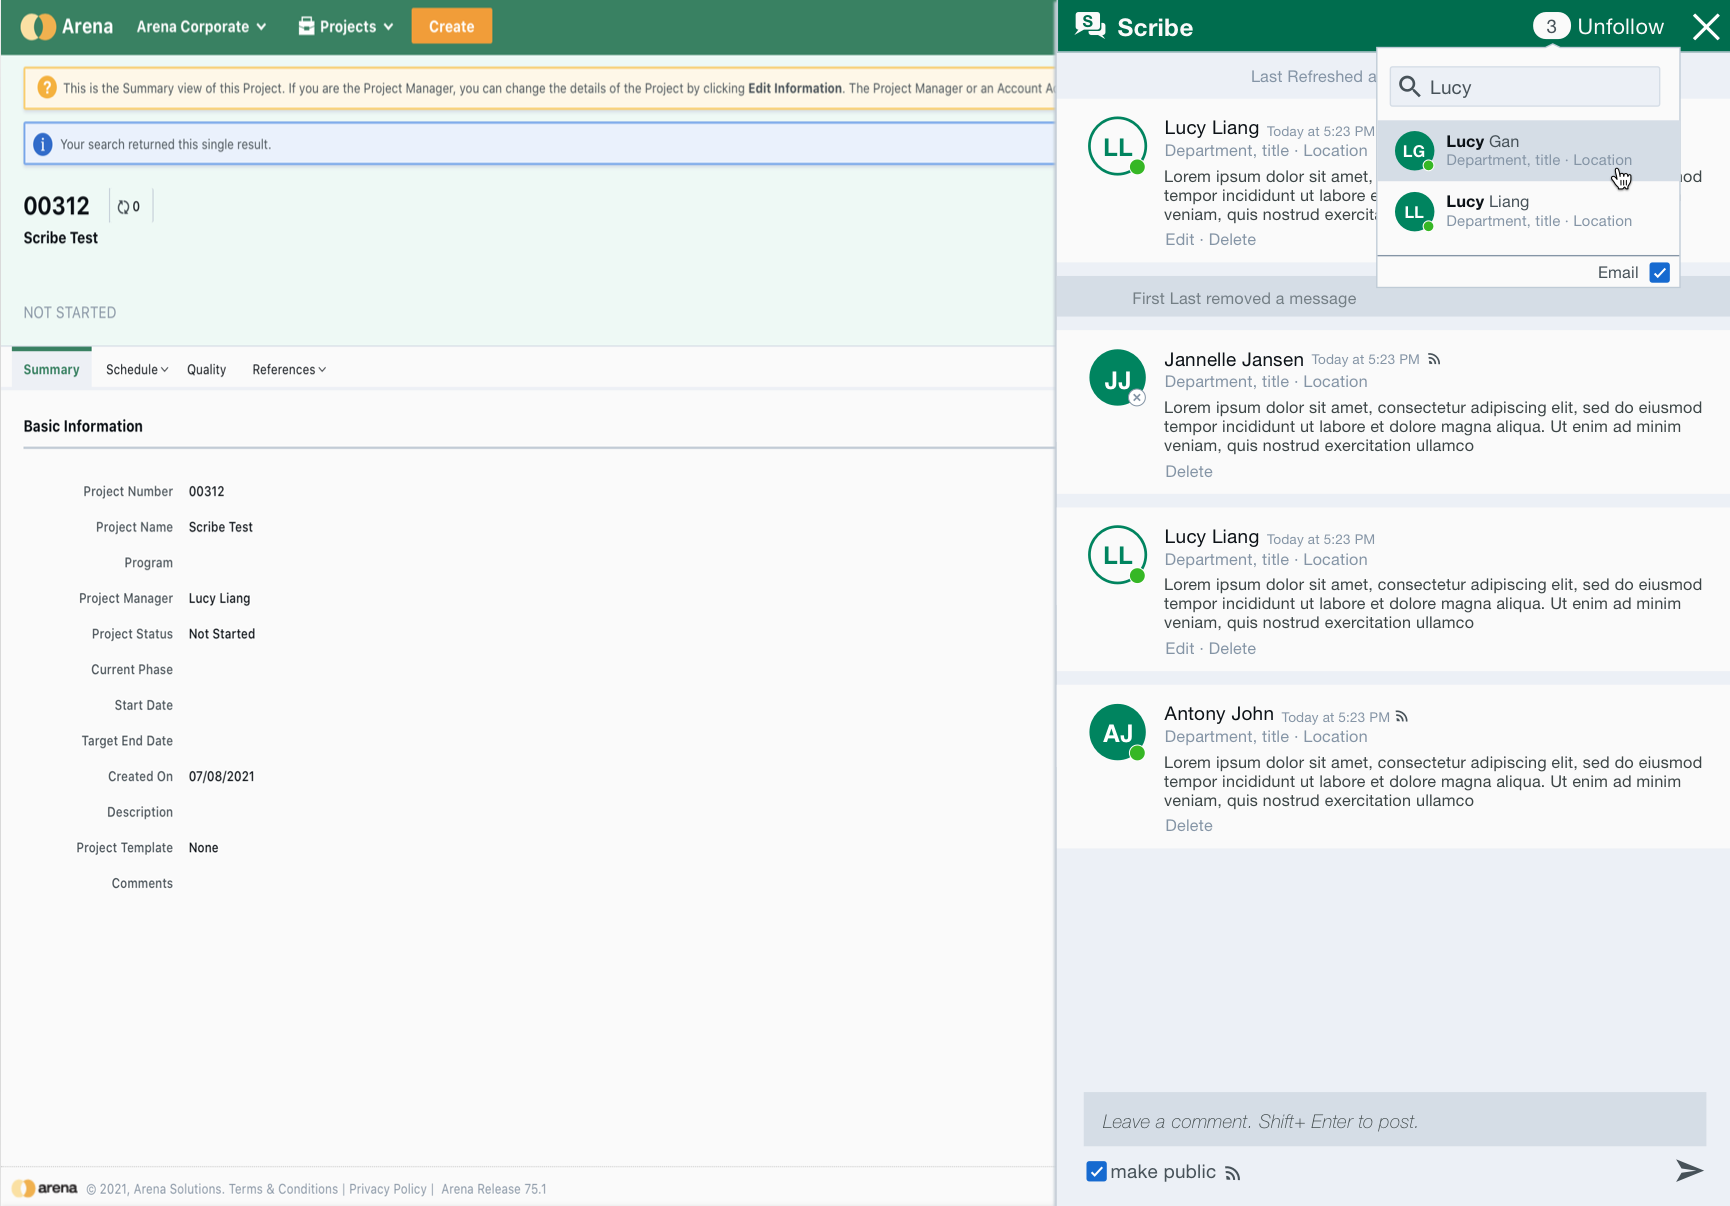 Arena
Arena Corporate
Projects
Create
? This is the Summary view of this Project. If you are the Project Manager, you can change the details of the Project by clicking Edit Information. The Project Manager or an Account
i Your search returned this single result.
00312
0
Scribe Test
NOT STARTED
Summary
Schedule
Quality
References
Basic Information
Project Number 00312
Project Name Scribe Test
Program
Project Manager Lucy Liang
Project Status Not Started
Current Phase
Start Date
Target End Date
Created On 07/08/2021
Description
Project Template None
Comments
arena © 2021, Arena Solutions. Terms & Conditions | Privacy Policy | Arena Release 75.1
S Scribe
3 Unfollow
Last Refreshed a
Lucy
LG Lucy Gan
Department, title · Location
LL Lucy Liang
Department, title · Location
Email
LL
Lucy Liang Today at 5:23 PM
Department, title · Location
Lorem ipsum dolor sit amet,
tempor incididunt ut labore e
veniam, quis nostrud exercita
Edit · Delete
First Last removed a message
JJ
Jannelle Jansen Today at 5:23 PM
Department, title · Location
Lorem ipsum dolor sit amet, consectetur adipiscing elit, sed do eiusmod
tempor incididunt ut labore et dolore magna aliqua. Ut enim ad minim
veniam, quis nostrud exercitation ullamco
Delete
LL
Lucy Liang Today at 5:23 PM
Department, title · Location
Lorem ipsum dolor sit amet, consectetur adipiscing elit, sed do eiusmod
tempor incididunt ut labore et dolore magna aliqua. Ut enim ad minim
veniam, quis nostrud exercitation ullamco
Edit · Delete
AJ
Antony John Today at 5:23 PM
Department, title · Location
Lorem ipsum dolor sit amet, consectetur adipiscing elit, sed do eiusmod
tempor incididunt ut labore et dolore magna aliqua. Ut enim ad minim
veniam, quis nostrud exercitation ullamco
Delete
Leave a comment. Shift+ Enter to post.
make public